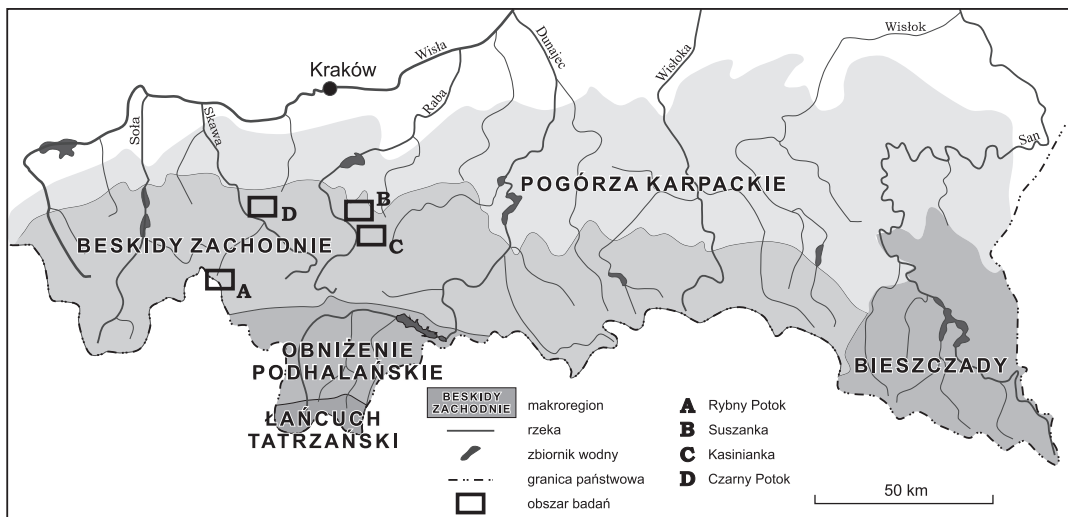 Wisła
Kraków
Soła
Skawa
Raba
Dunajec
Wisłoka
Wisłok
San
POGÓRZA KARPACKIE
B
D
C
BESKIDY ZACHODNIE
A
OBNIŻENIE
PODHALAŃSKIE
BIESZCZADY
ŁAŃCUCH
TATRZAŃSKI
BESKIDY
ZACHODNIE
makroregion
rzeka
zbiornik wodny
granica państwowa
obszar badań
A Rybny Potok
B Suszanka
C Kasinianka
D Czarny Potok
50 km